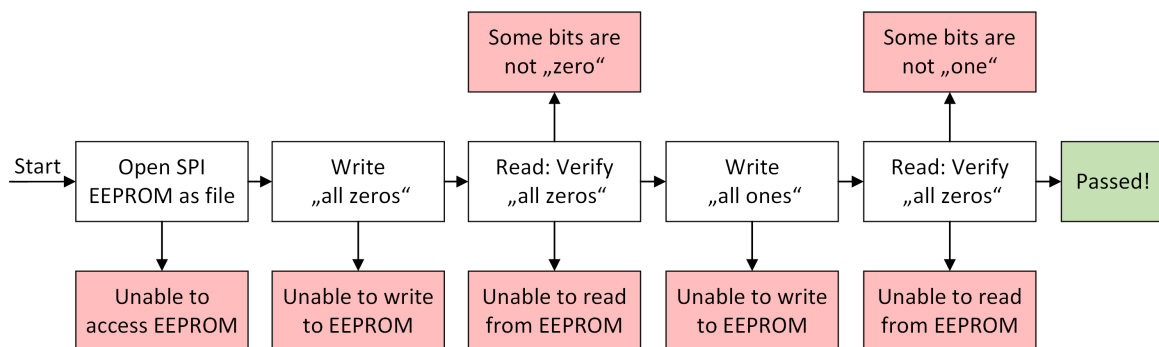 Some bits are
not „zero“
Some bits are
not „one“
Start
Open SPI
EEPROM as file
Write
„all zeros“
Read: Verify
„all zeros“
Write
„all ones“
Read: Verify
„all zeros“
Passed!
Unable to
access EEPROM
Unable to write
to EEPROM
Unable to read
from EEPROM
Unable to write
to EEPROM
Unable to read
from EEPROM